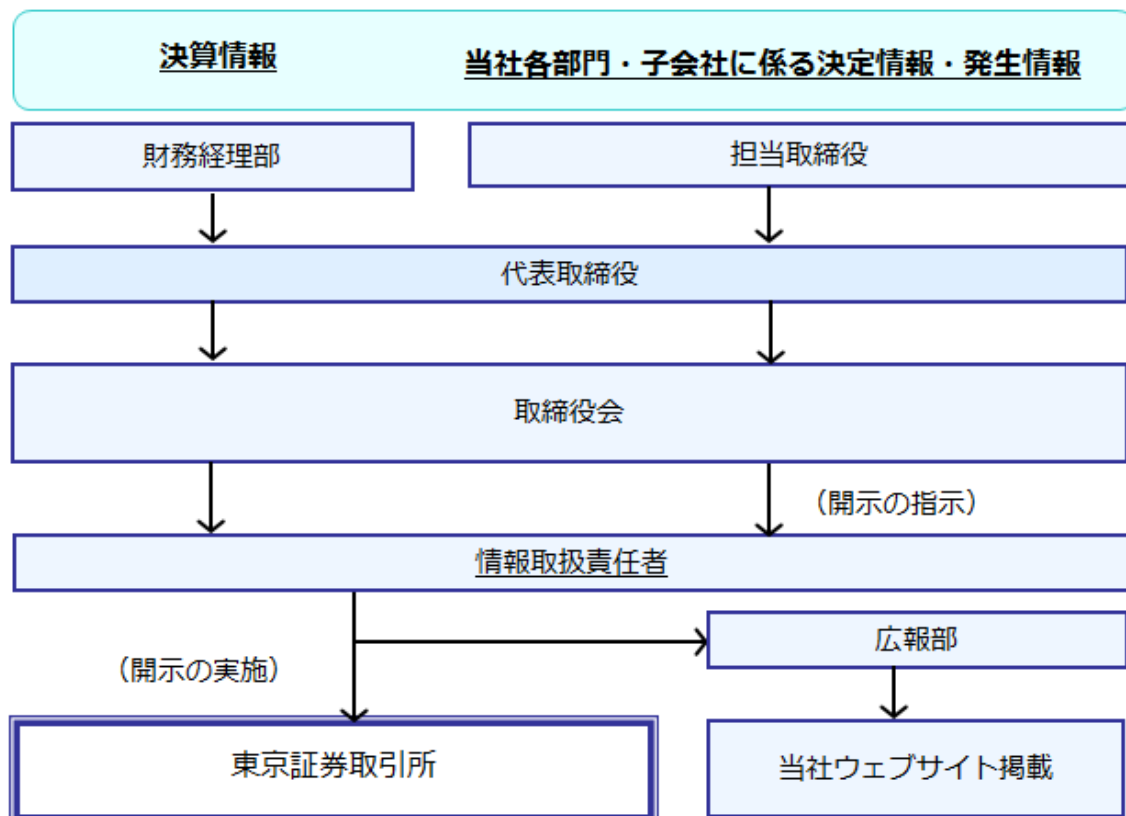 決算情報
当社各部門・子会社に係る決定情報・発生情報
財務経理部
担当取締役
代表取締役
取締役会
（開示の指示）
情報取扱責任者
広報部
（開示の実施）
東京証券取引所
当社ウェブサイト掲載